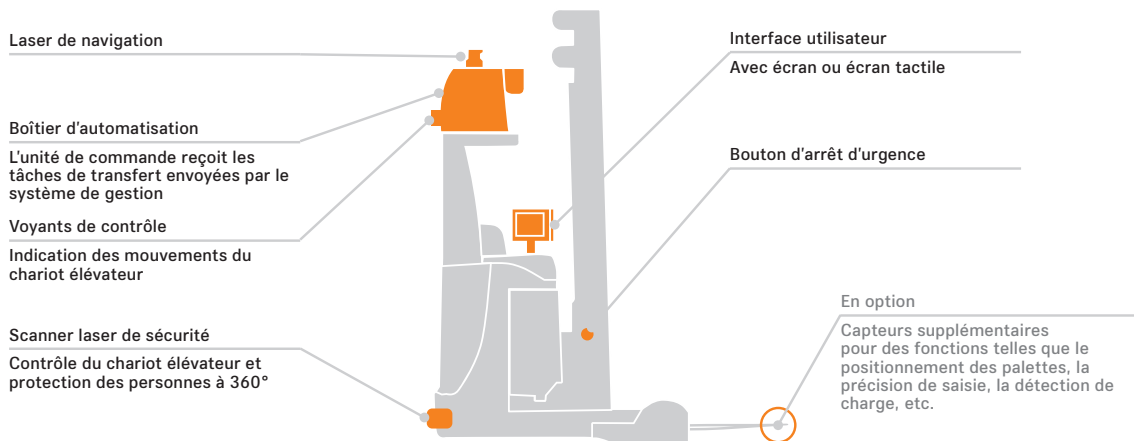 Laser de navigation
Boîtier d'automatisation
L'unité de commande reçoit les
tâches de transfert envoyées par le
système de gestion
Voyants de contrôle
Indication des mouvements du
chariot élévateur
Scanner laser de sécurité
Contrôle du chariot élévateur et
protection des personnes à 360°
Interface utilisateur
Avec écran ou écran tactile
Bouton d'arrêt d'urgence
En option
Capteurs supplémentaires
pour des fonctions telles que le
positionnement des palettes, la
précision de saisie, la détection de
charge, etc.